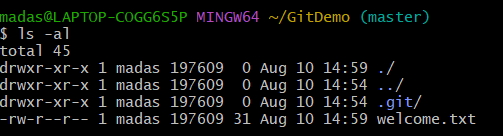 madas@LAPTOP-COGG6S5P MINGW64 ~/GitDemo (master)
$ ls -al
total 45
drwxr-xr-x 1 madas 197609  0 Aug 10 14:59 ./
drwxr-xr-x 1 madas 197609  0 Aug 10 14:54 ../
drwxr-xr-x 1 madas 197609  0 Aug 10 14:54 .git/
-rw-r--r-- 1 madas 197609 31 Aug 10 14:59 welcome.txt